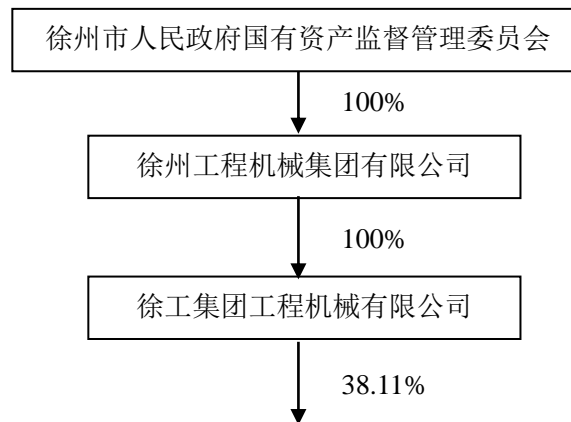 徐州市人民政府国有资产监督管理委员会
100%
徐州工程机械集团有限公司
100%
徐工集团工程机械有限公司
38.11%